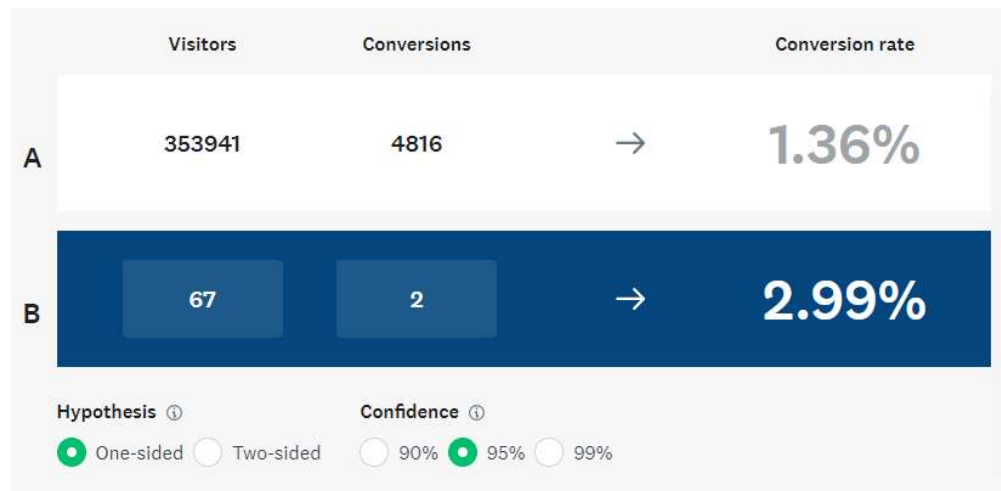 Visitors Conversions Conversion rate
A 353941 4816 → 1.36%
B 67 2 → 2.99%
Hypothesis ⓘ Confidence ⓘ
One-sided Two-sided 90% 95% 99%